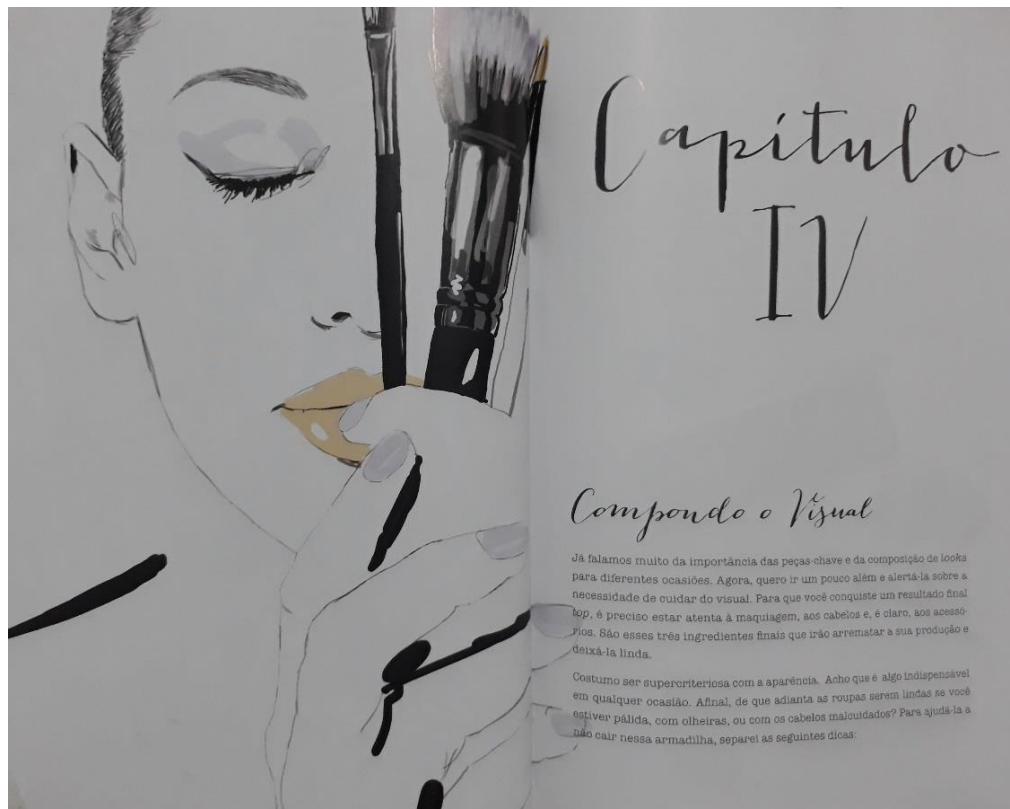 Capítulo
IV
Compondo o Visual
Já falamos muito da importância das peças-chave e da composição de looks
para diferentes ocasiões. Agora, quero ir um pouco além e alertá-la sobre a
necessidade de cuidar do visual. Para que você conquiste um resultado final
top, é preciso estar atenta à maquiagem, aos cabelos e, é claro, aos acessó-
rios. São esses três ingredientes finais que irão arrematar a sua produção e
deixá-la linda.
Costumo ser supercriteriosa com a aparência. Acho que é algo indispensável
em qualquer ocasião. Afinal, de que adianta as roupas serem lindas se você
estiver pálida, com olheiras, ou com os cabelos malcuidados? Para ajudá-la a
não cair nessa armadilha, separei as seguintes dicas: